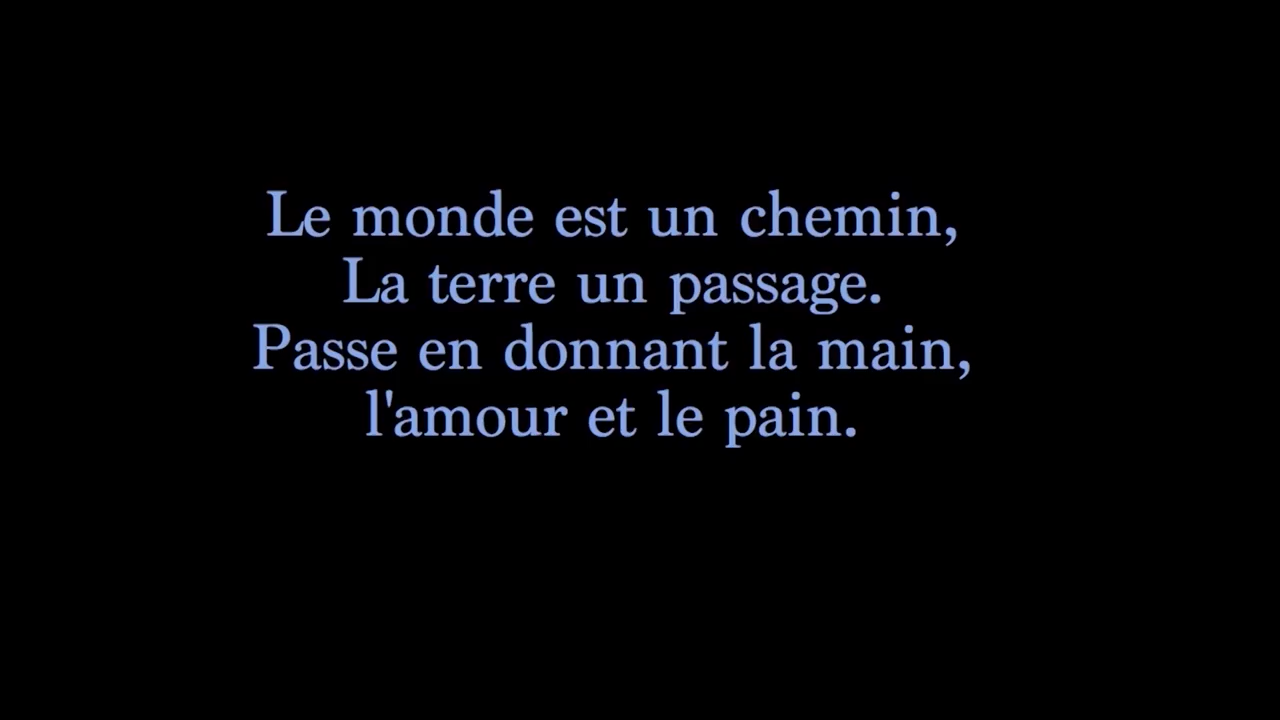 Le monde est un chemin,
La terre un passage.
Passe en donnant la main,
l'amour et le pain.